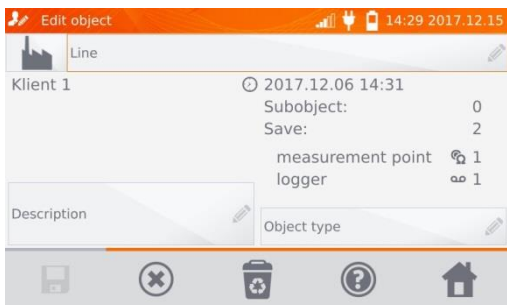 Edit object
14:29 2017.12.15
Line
Klient 1
2017.12.06 14:31
Subobject: 0
Save: 2
measurement point 1
logger 1
Description
Object type